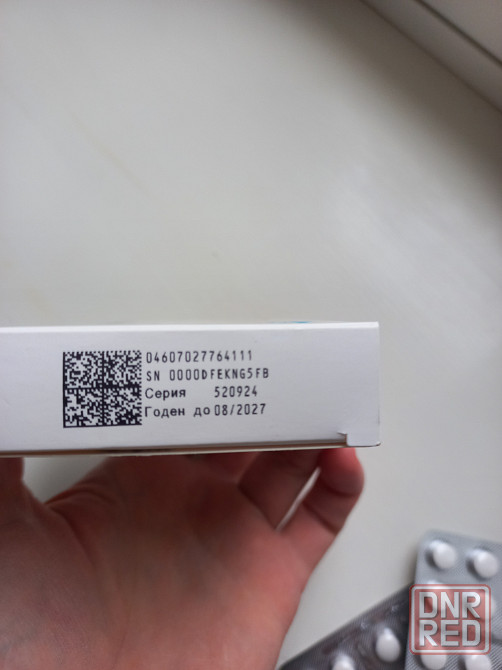 04607027764111
SN 0000DFEKNG5FB
Серия 520924
Годен до 08/2027
DNR
RED